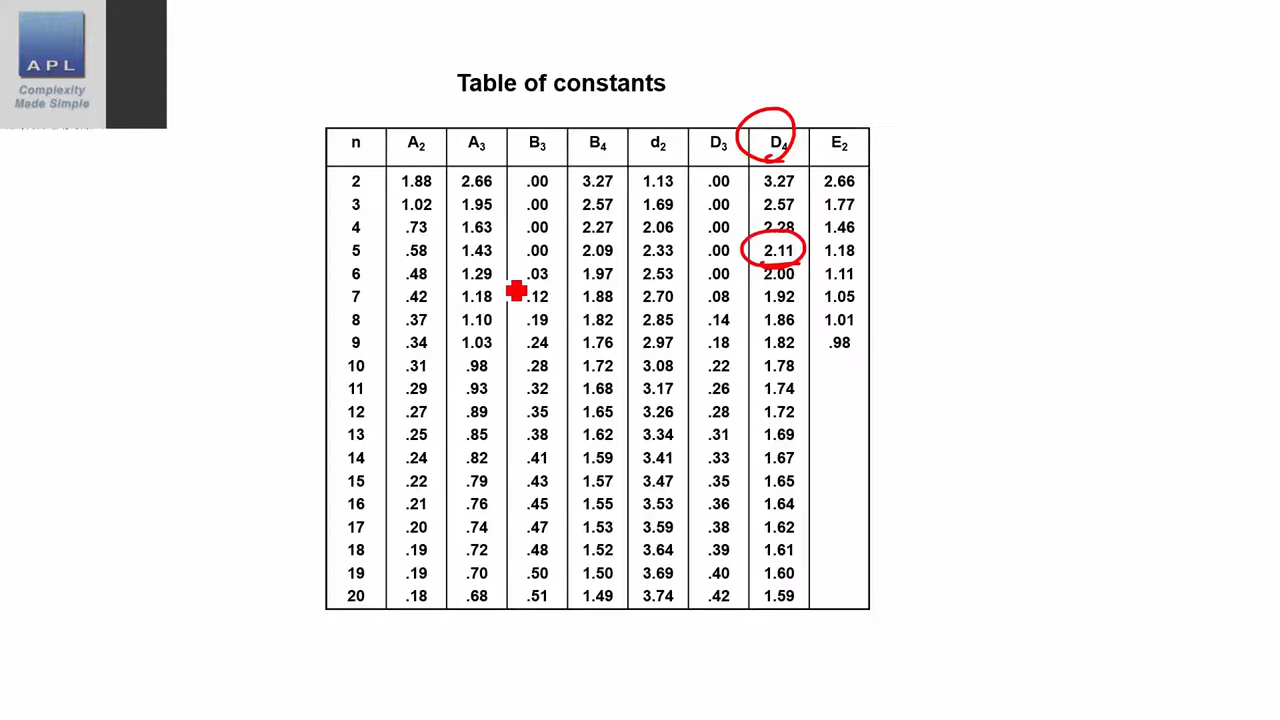 APL
Complexity
Made Simple
Table of constants
n A2 A3 B3 B4 d2 D3 D4 E2
2 1.88 2.66 .00 3.27 1.13 .00 3.27 2.66
3 1.02 1.95 .00 2.57 1.69 .00 2.57 1.77
4 .73 1.63 .00 2.27 2.06 .00 2.28 1.46
5 .58 1.43 .00 2.09 2.33 .00 2.11 1.18
6 .48 1.29 .03 1.97 2.53 .00 2.00 1.11
7 .42 1.18 .12 1.88 2.70 .08 1.92 1.05
8 .37 1.10 .19 1.82 2.85 .14 1.86 1.01
9 .34 1.03 .24 1.76 2.97 .18 1.82 .98
10 .31 .98 .28 1.72 3.08 .22 1.78
11 .29 .93 .32 1.68 3.17 .26 1.74
12 .27 .89 .35 1.65 3.26 .28 1.72
13 .25 .85 .38 1.62 3.34 .31 1.69
14 .24 .82 .41 1.59 3.41 .33 1.67
15 .22 .79 .43 1.57 3.47 .35 1.65
16 .21 .76 .45 1.55 3.53 .36 1.64
17 .20 .74 .47 1.53 3.59 .38 1.62
18 .19 .72 .48 1.52 3.64 .39 1.61
19 .19 .70 .50 1.50 3.69 .40 1.60
20 .18 .68 .51 1.49 3.74 .42 1.59